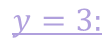 y = 3: